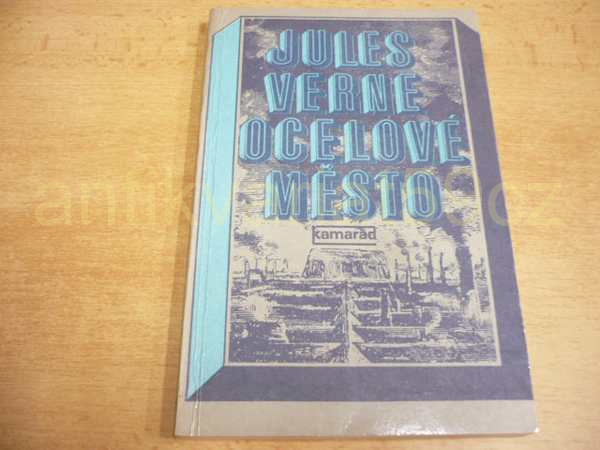 JULES
VERNE
OCELOVÉ
MĚSTO
kamarád